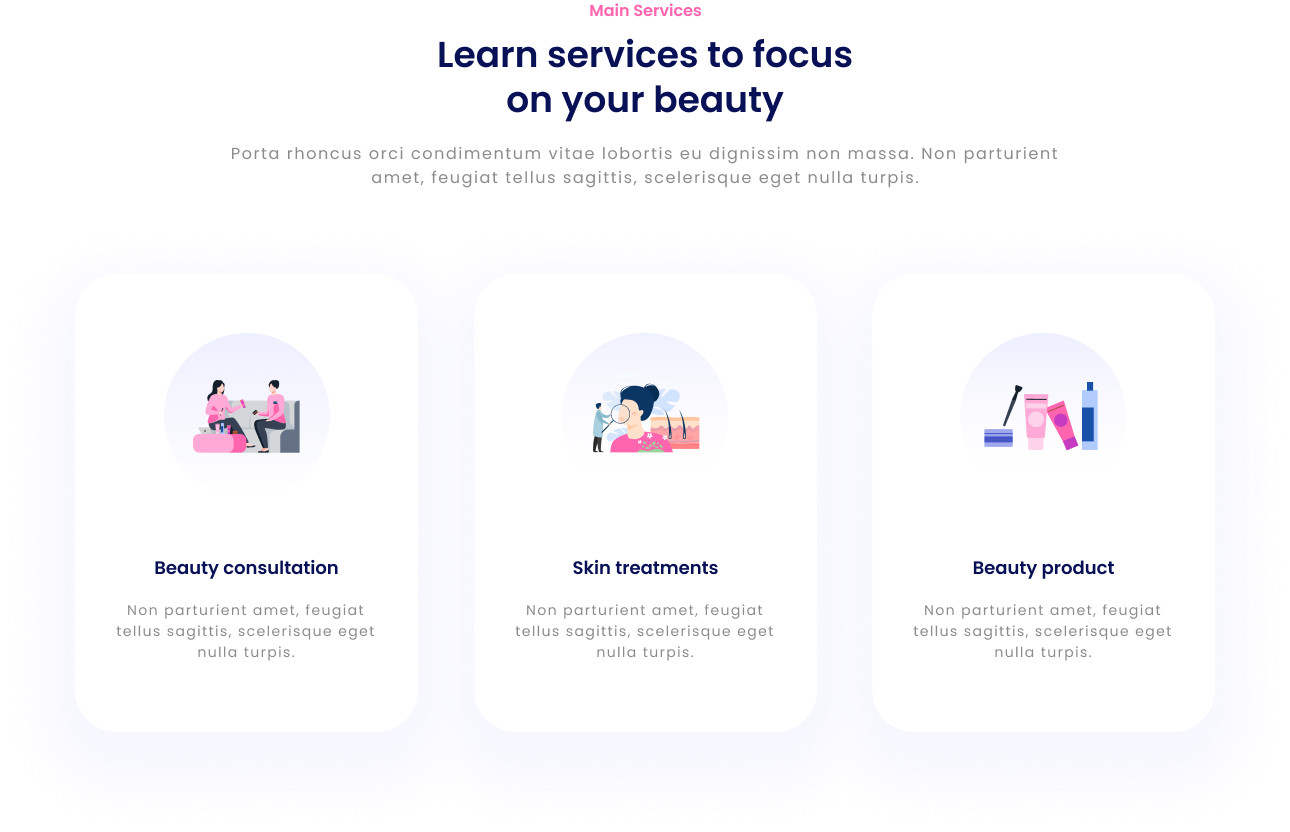 Main Services
Learn services to focus
on your beauty
Porta rhoncus orci condimentum vitae lobortis eu dignissim non massa. Non parturient
amet, feugiat tellus sagittis, scelerisque eget nulla turpis.
Beauty consultation
Non parturient amet, feugiat
tellus sagittis, scelerisque eget
nulla turpis.
Skin treatments
Non parturient amet, feugiat
tellus sagittis, scelerisque eget
nulla turpis.
Beauty product
Non parturient amet, feugiat
tellus sagittis, scelerisque eget
nulla turpis.